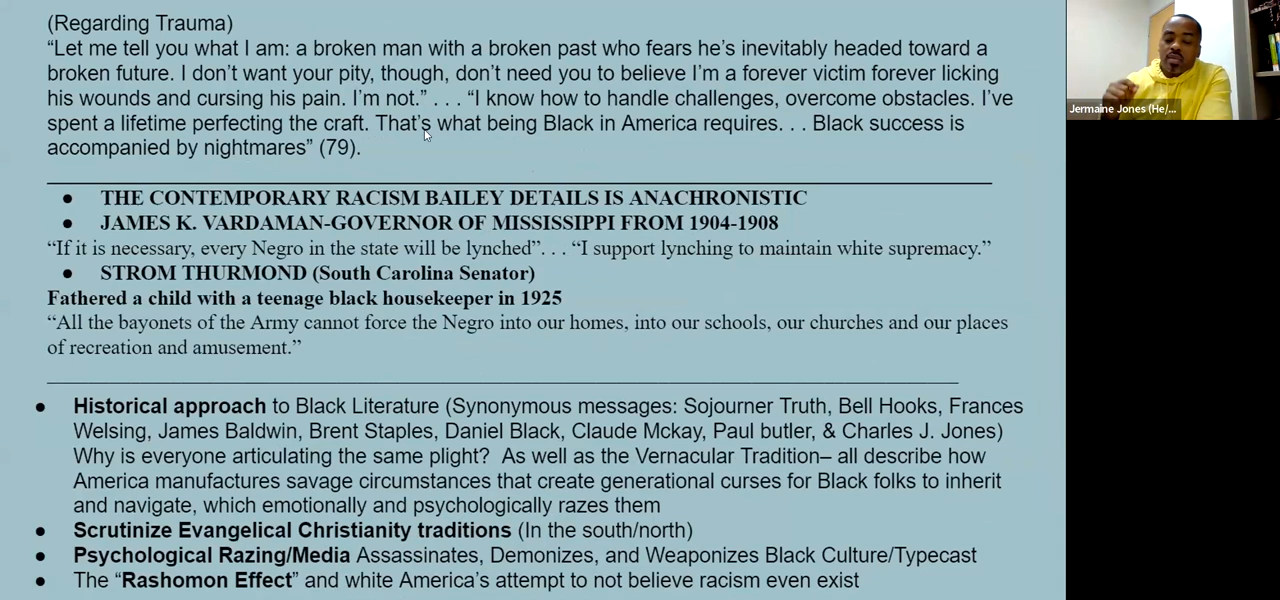 (Regarding Trauma)
“Let me tell you what I am: a broken man with a broken past who fears he’s inevitably headed toward a
broken future. I don’t want your pity, though, don’t need you to believe I’m a forever victim forever licking
his wounds and cursing his pain. I’m not.” . . . “I know how to handle challenges, overcome obstacles. I’ve
spent a lifetime perfecting the craft. That’s what being Black in America requires. . . Black success is
accompanied by nightmares” (79).
● THE CONTEMPORARY RACISM BAILEY DETAILS IS ANACHRONISTIC
● JAMES K. VARDAMAN-GOVERNOR OF MISSISSIPPI FROM 1904-1908
“If it is necessary, every Negro in the state will be lynched”. . . “I support lynching to maintain white supremacy.”
● STROM THURMOND (South Carolina Senator)
Fathered a child with a teenage black housekeeper in 1925
“All the bayonets of the Army cannot force the Negro into our homes, into our schools, our churches and our places
of recreation and amusement.”
● Historical approach to Black Literature (Synonymous messages: Sojourner Truth, Bell Hooks, Frances
Welsing, James Baldwin, Brent Staples, Daniel Black, Claude Mckay, Paul butler, & Charles J. Jones)
Why is everyone articulating the same plight?  As well as the Vernacular Tradition– all describe how
America manufactures savage circumstances that create generational curses for Black folks to inherit
and navigate, which emotionally and psychologically razes them
● Scrutinize Evangelical Christianity traditions (In the south/north)
● Psychological Razing/Media Assassinates, Demonizes, and Weaponizes Black Culture/Typecast
● The “Rashomon Effect” and white America’s attempt to not believe racism even exist
Jermaine Jones (He/...